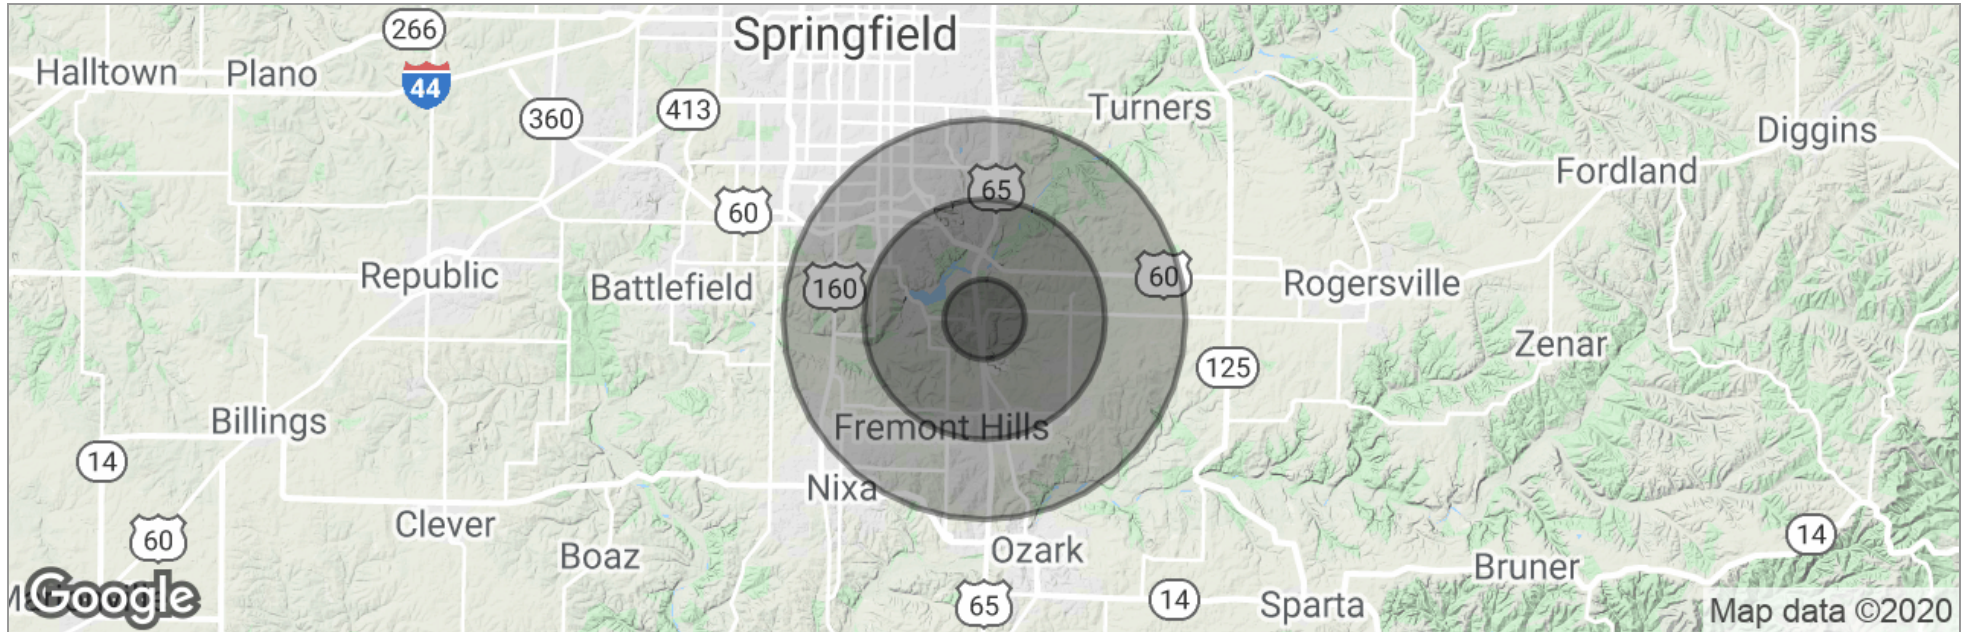 266
Springfield
Halltown
Plano
44
360
413
Turners
Diggins
Fordland
65
60
Republic
Battlefield
160
60
Rogersville
Zenar
125
Billings
Fremont Hills
14
Nixa
Clever
60
Boaz
Ozark
14
Bruner
Google
65
14
Sparta
Map data ©2020